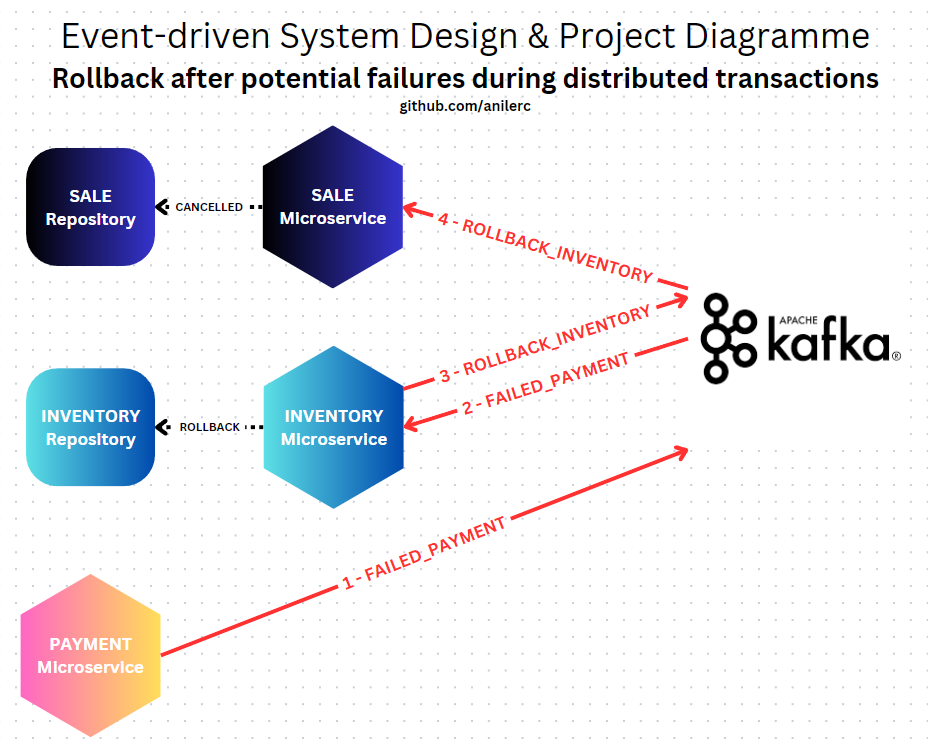 Event-driven System Design & Project Diagramme
Rollback after potential failures during distributed transactions
github.com/anilerc
SALE
Repository
CANCELLED
SALE
Microservice
4 - ROLLBACK_INVENTORY
APACHE
kafka®
3 - ROLLBACK_INVENTORY
2 - FAILED_PAYMENT
INVENTORY
Repository
ROLLBACK
INVENTORY
Microservice
1 - FAILED_PAYMENT
PAYMENT
Microservice